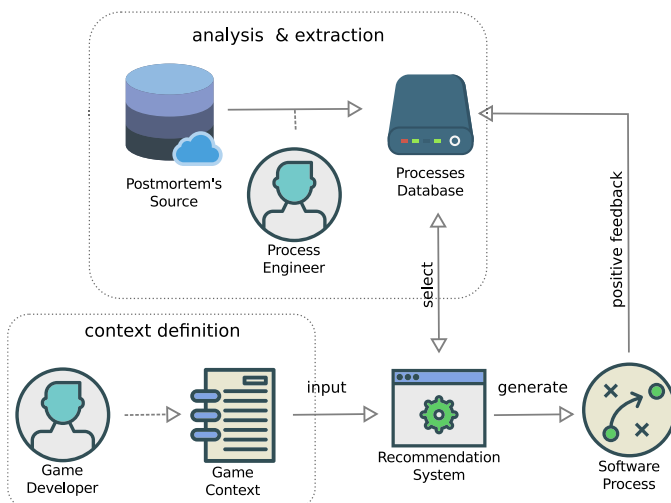 analysis & extraction
Postmortem's
Source
Process
Engineer
Processes
Database
select
positive feedback
context definition
Game
Developer
Game
Context
input
Recommendation
System
generate
Software
Process